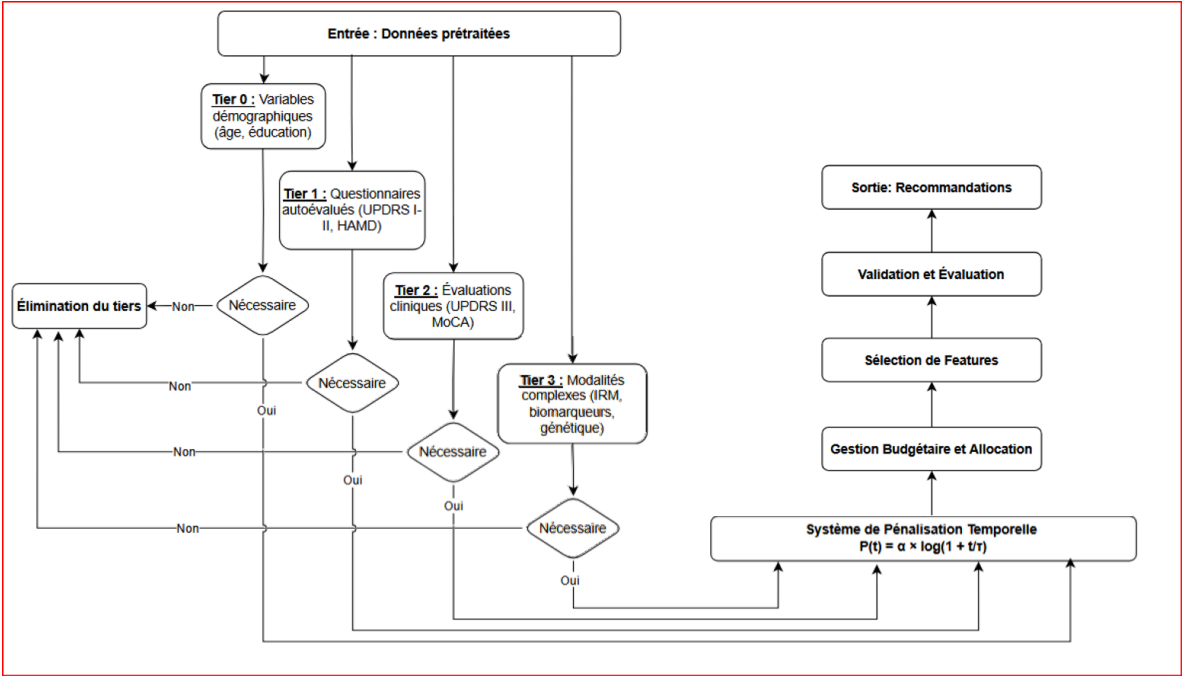 Entrée : Données prétraitées
Tier 0 : Variables
démographiques
(âge, éducation)
Tier 1 : Questionnaires
autoévalués (UPDRS I-
II, HAMD)
Tier 2 : Évaluations
cliniques (UPDRS III,
MoCA)
Tier 3 : Modalités
complexes (IRM,
biomarqueurs,
génétique)
Élimination du tiers
Non
Nécessaire
Non
Nécessaire
Oui
Non
Nécessaire
Oui
Non
Nécessaire
Oui
Oui
Sortie: Recommandations
Validation et Évaluation
Sélection de Features
Gestion Budgétaire et Allocation
Système de Pénalisation Temporelle
P(t) = α × log(1 + t/τ)